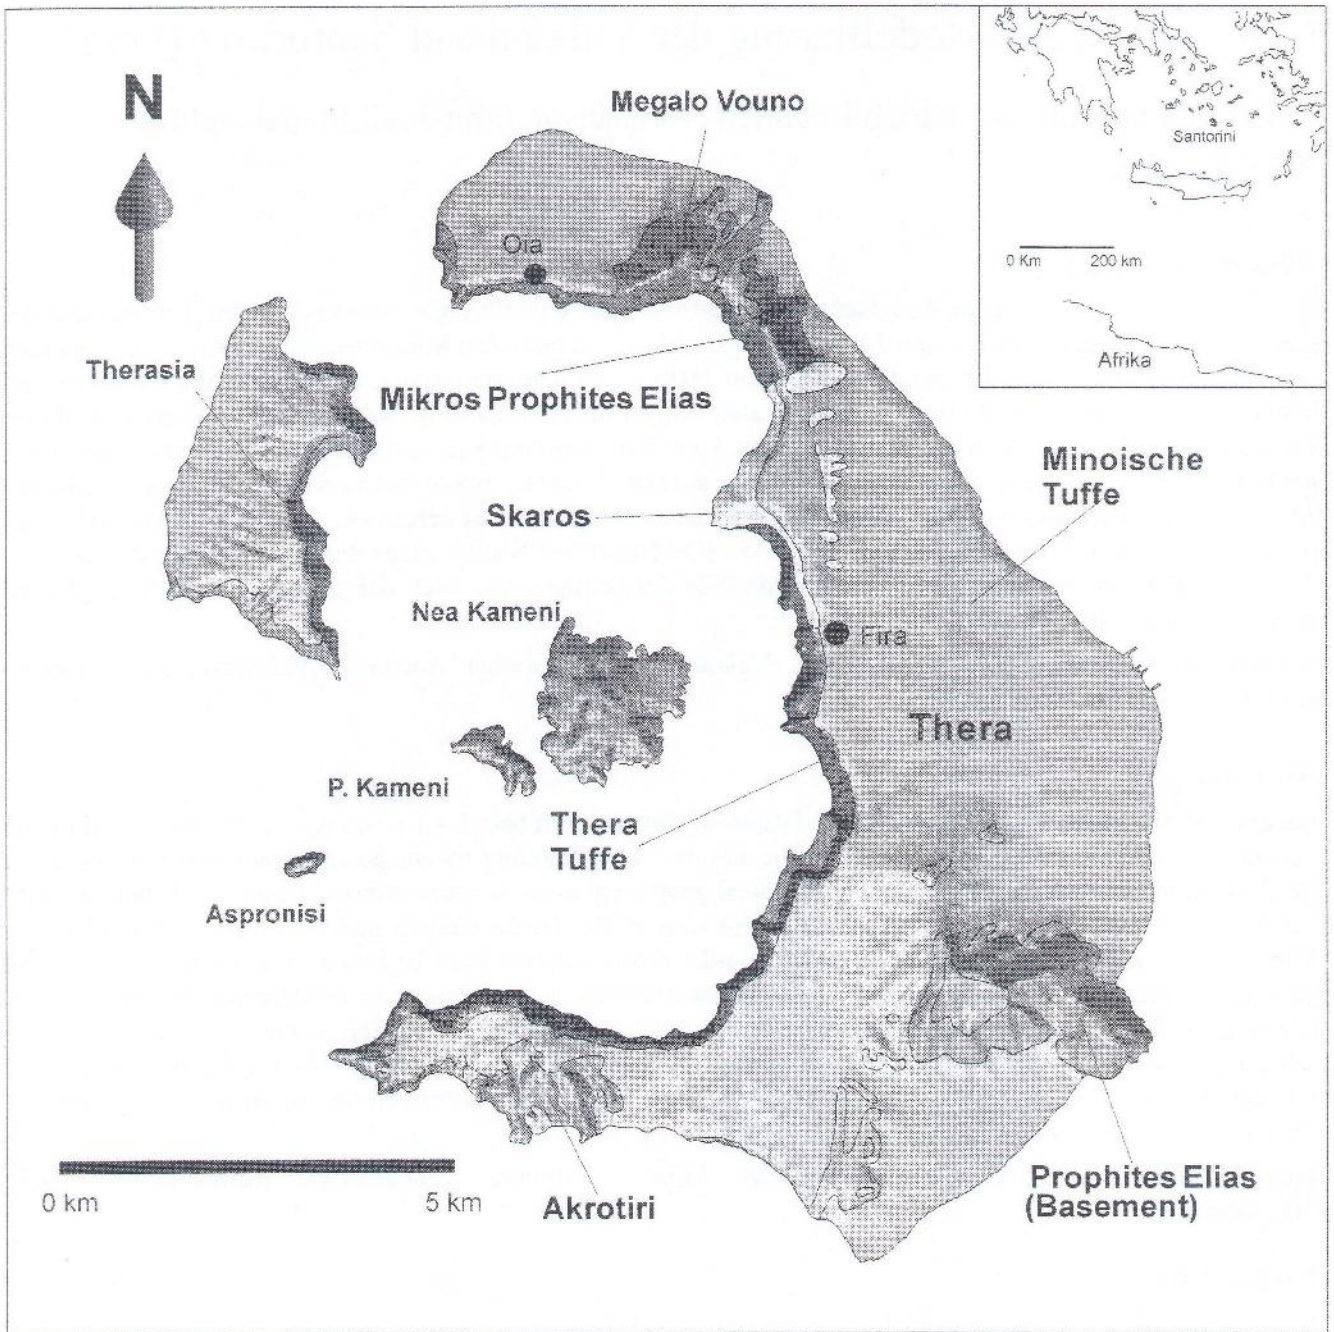 N
Megalo Vouno
Santorini
Oia
0 Km 200 km
Afrika
Therasia
Mikros Prophites Elias
Minoische
Tuffe
Skaros
Nea Kameni
Fira
Thera
P. Kameni
Thera
Tuffe
Aspronisi
0 km 5 km
Akrotiri
Prophites Elias
(Basement)